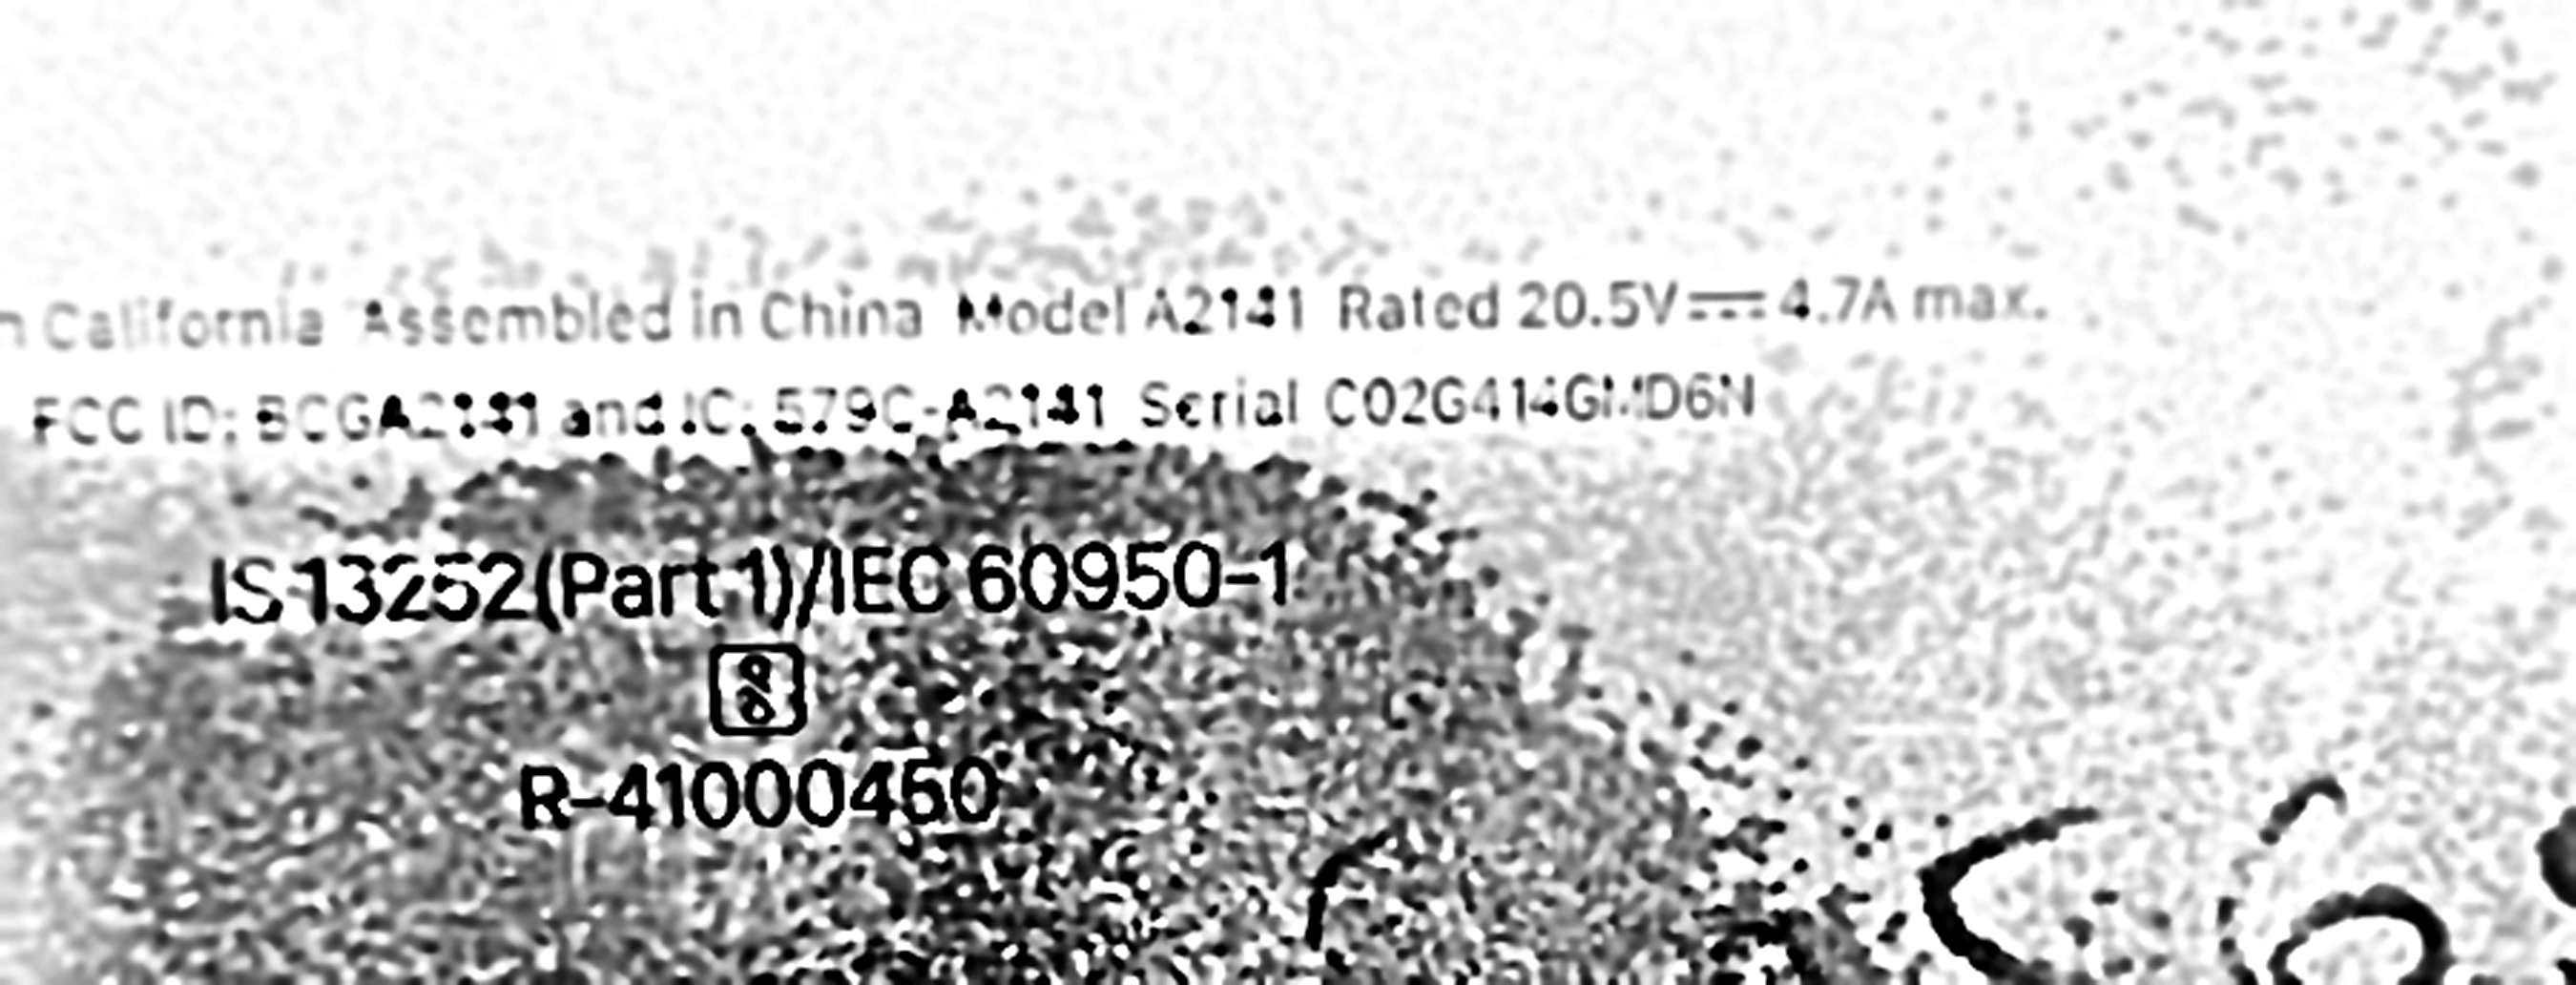 California Assembled in China Model A2141 Rated 20.5V⎓4.7A max.
FCC ID: BCGA2141 and IC: 579C-A2141 Serial
IS 13252(Part 1)/IEC 60950-1
R-41000450